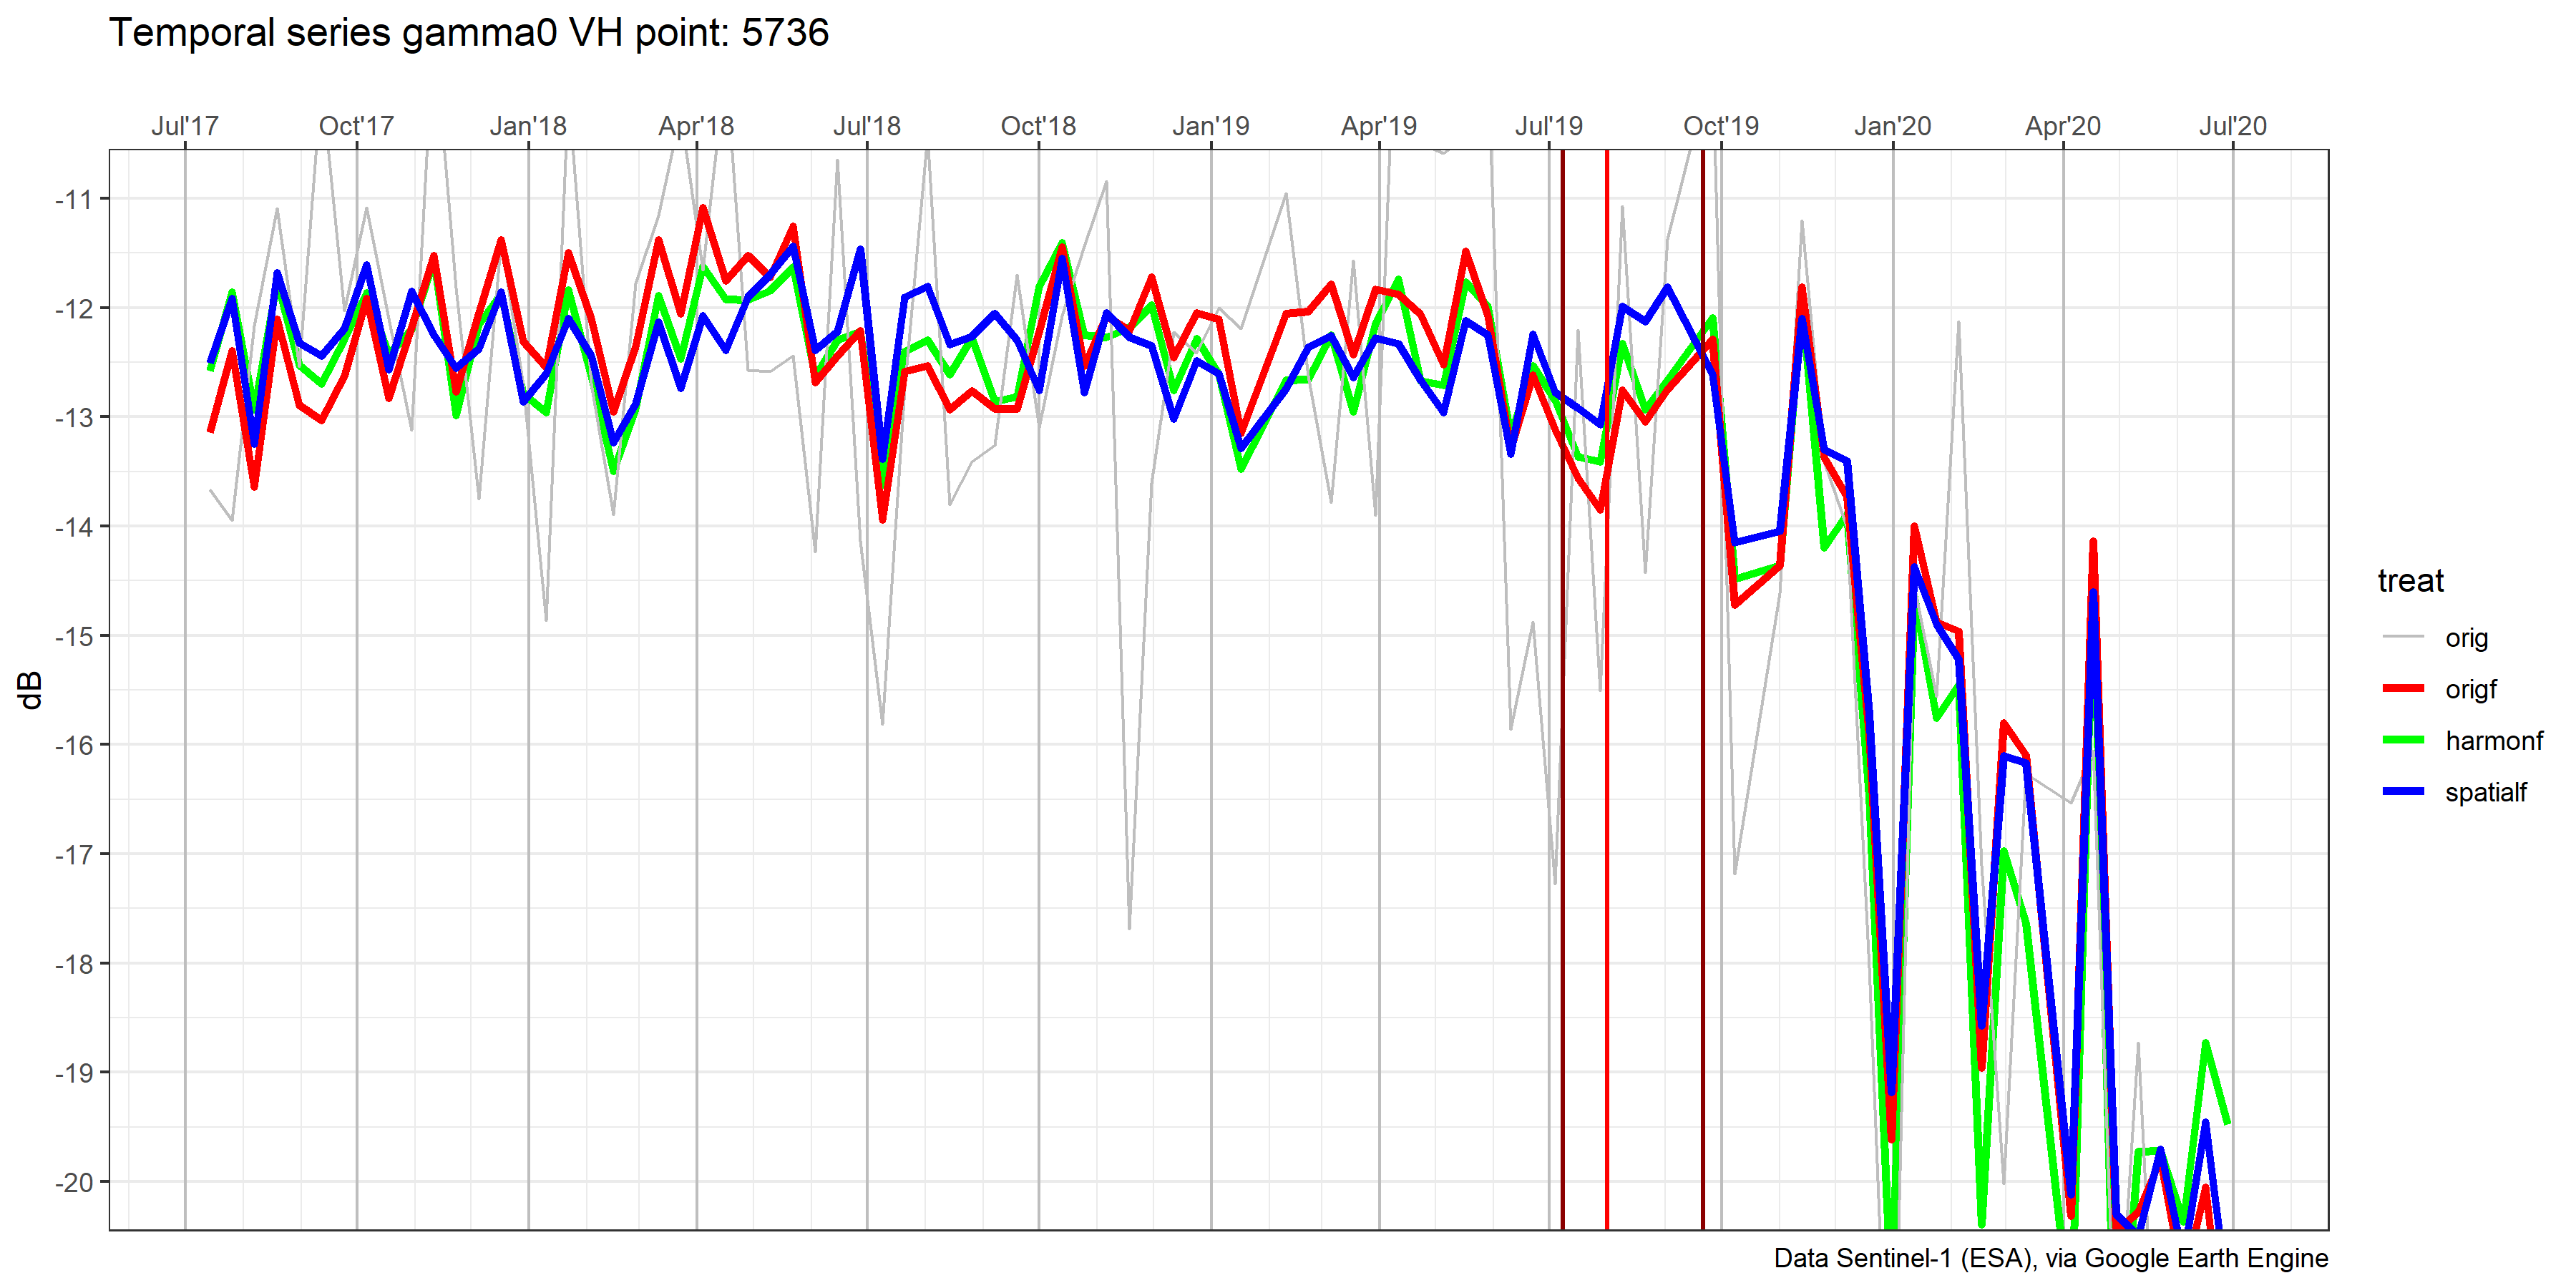 Temporal series gamma0 VH point: 5736
Jul'17 Oct'17 Jan'18 Apr'18 Jul'18 Oct'18 Jan'19 Apr'19 Jul'19 Oct'19 Jan'20 Apr'20 Jul'20
-11
-12
-13
-14
-15
-16
-17
-18
-19
-20
dB
treat
orig
origf
harmonf
spatialf
Data Sentinel-1 (ESA), via Google Earth Engine